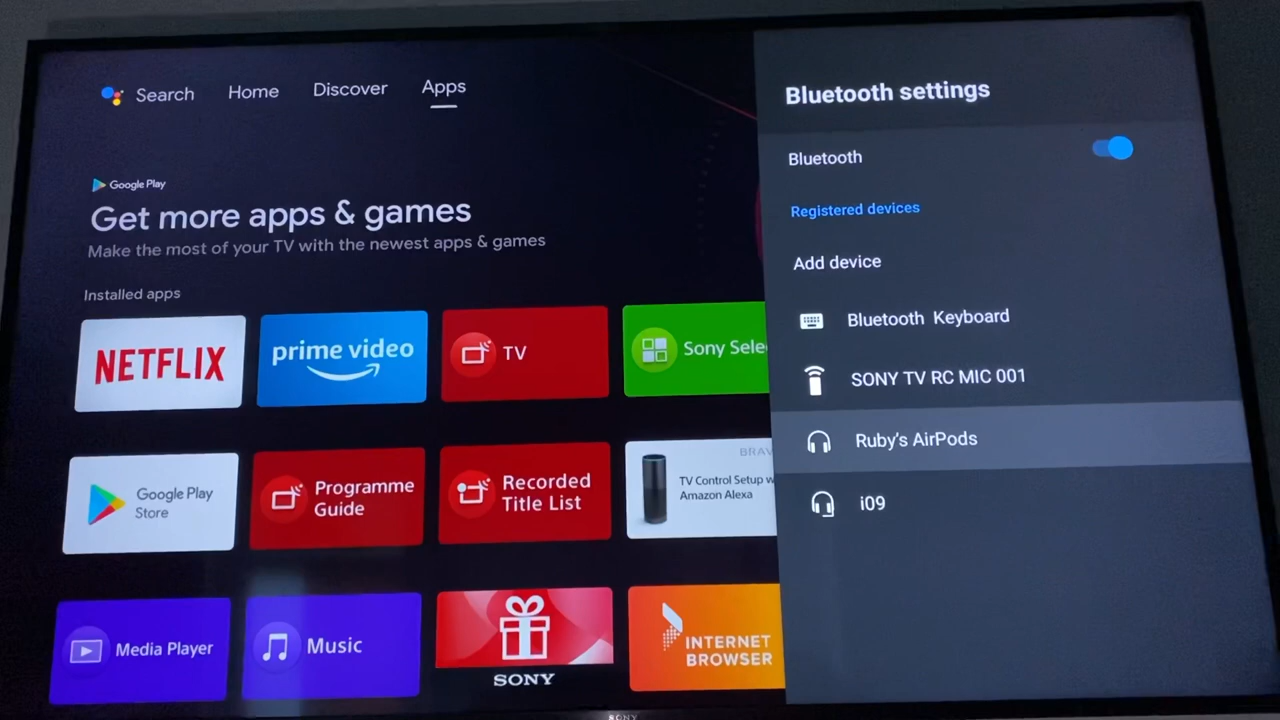 Search Home Discover Apps
Google Play
Get more apps & games
Make the most of your TV with the newest apps & games
Installed apps
NETFLIX
prime video
TV
Sony Sele
Google Play
Store
Programme
Guide
Recorded
Title List
BRAV
TV Control Setup w
Amazon Alexa
Media Player
Music
SONY
INTERNET
BROWSER
Bluetooth settings
Bluetooth
Registered devices
Add device
Bluetooth Keyboard
SONY TV RC MIC 001
Ruby's AirPods
i09
SONY